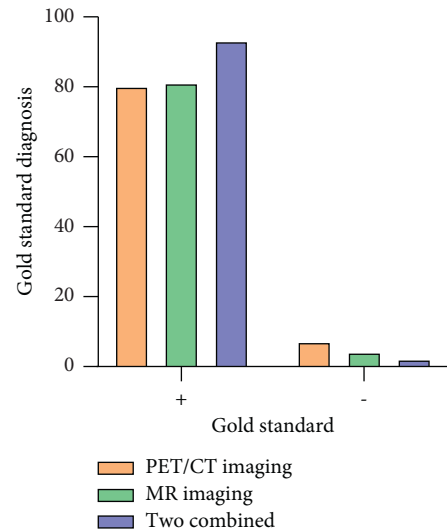 100
80
60
40
20
0
Gold standard diagnosis
+ -
Gold standard
PET/CT imaging
MR imaging
Two combined